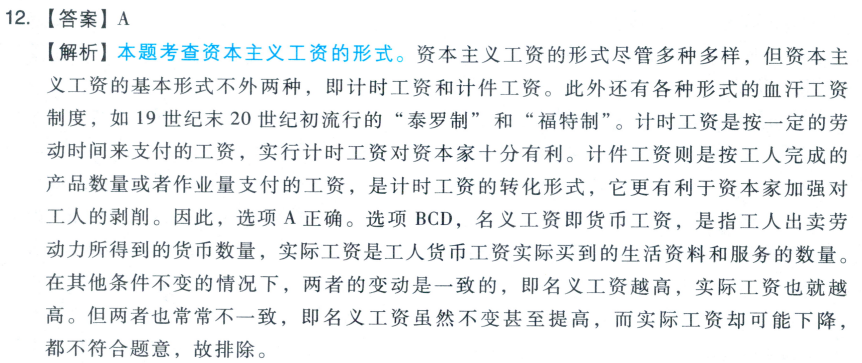 12. 【答案】A
【解析】本题考查资本主义工资的形式。资本主义工资的形式尽管多种多样，但资本主
义工资的基本形式不外两种，即计时工资和计件工资。此外还有各种形式的血汗工资
制度，如 19 世纪末 20 世纪初流行的“泰罗制”和“福特制”。计时工资是按一定的劳
动时间来支付的工资，实行计时工资对资本家十分有利。计件工资则是按工人完成的
产品数量或者作业量支付的工资，是计时工资的转化形式，它更有利于资本家加强对
工人的剥削。因此，选项 A 正确。选项 BCD，名义工资即货币工资，是指工人出卖劳
动力所得到的货币数量，实际工资是工人货币工资实际买到的生活资料和服务的数量。
在其他条件不变的情况下，两者的变动是一致的，即名义工资越高，实际工资也就越
高。但两者也常常不一致，即名义工资虽然不变甚至提高，而实际工资却可能下降，
都不符合题意，故排除。